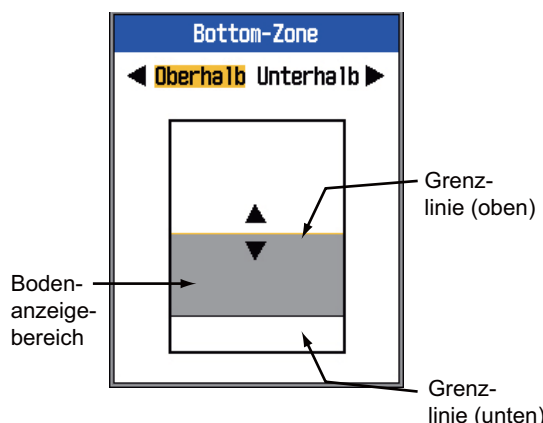 Bottom-Zone
◀ Oberhalb Unterhalb ▶
Grenz-
linie (oben)
Boden-
anzeige-
bereich
Grenz-
linie (unten)